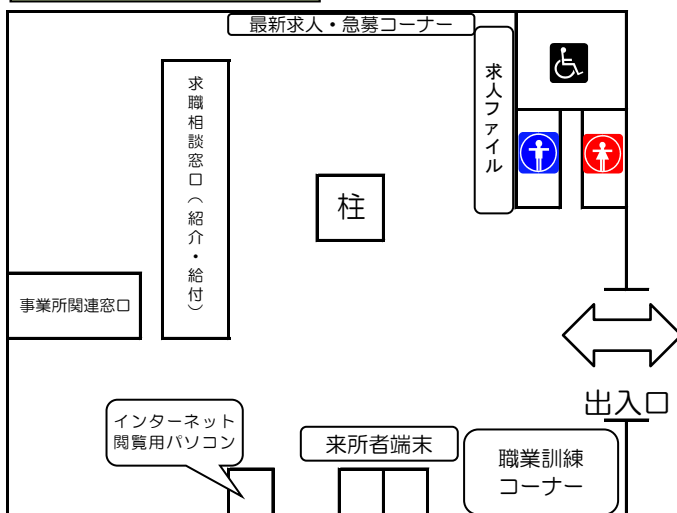 最新求人・急募コーナー
求人ファイル
求職相談窓口(紹介・給付)
柱
事業所関連窓口
出入口
インターネット
閲覧用パソコン
来所者端末
職業訓練
コーナー